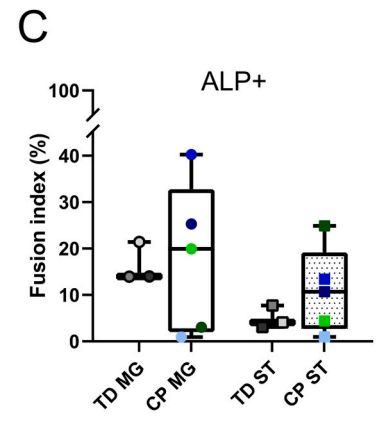 C
ALP+
Fusion index (%)
100
40
30
20
10
0
TD MG
CP MG
TD ST
CP ST